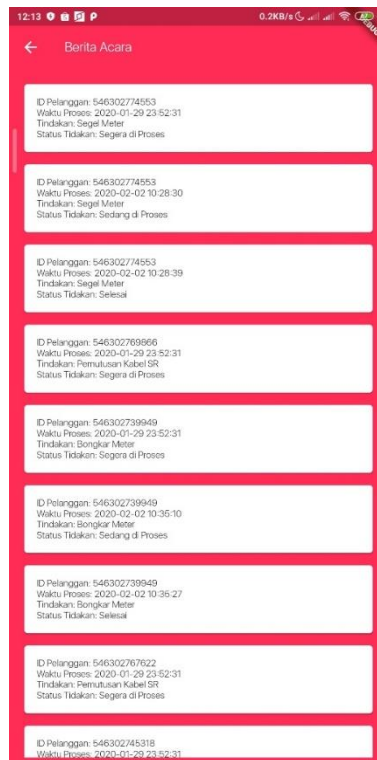 12:13
0.2KB/s
Berita Acara
ID Pelanggan: 546302774553
Waktu Proses: 2020-01-29 23:52:31
Tindakan: Segel Meter
Status Tidakan: Segera di Proses
ID Pelanggan: 546302774553
Waktu Proses: 2020-02-02 10:28:30
Tindakan: Segel Meter
Status Tidakan: Sedang di Proses
ID Pelanggan: 546302774553
Waktu Proses: 2020-02-02 10:28:39
Tindakan: Segel Meter
Status Tidakan: Selesai
ID Pelanggan: 546302769866
Waktu Proses: 2020-01-29 23:52:31
Tindakan: Pemutusan Kabel SR
Status Tidakan: Segera di Proses
ID Pelanggan: 546302739949
Waktu Proses: 2020-01-29 23:52:31
Tindakan: Bongkar Meter
Status Tidakan: Segera di Proses
ID Pelanggan: 546302739949
Waktu Proses: 2020-02-02 10:35:10
Tindakan: Bongkar Meter
Status Tidakan: Sedang di Proses
ID Pelanggan: 546302739949
Waktu Proses: 2020-02-02 10:35:27
Tindakan: Bongkar Meter
Status Tidakan: Selesai
ID Pelanggan: 546302767622
Waktu Proses: 2020-01-29 23:52:31
Tindakan: Pemutusan Kabel SR
Status Tidakan: Segera di Proses
ID Pelanggan: 546302745318
Waktu Proses: 2020-01-29 23:52:31